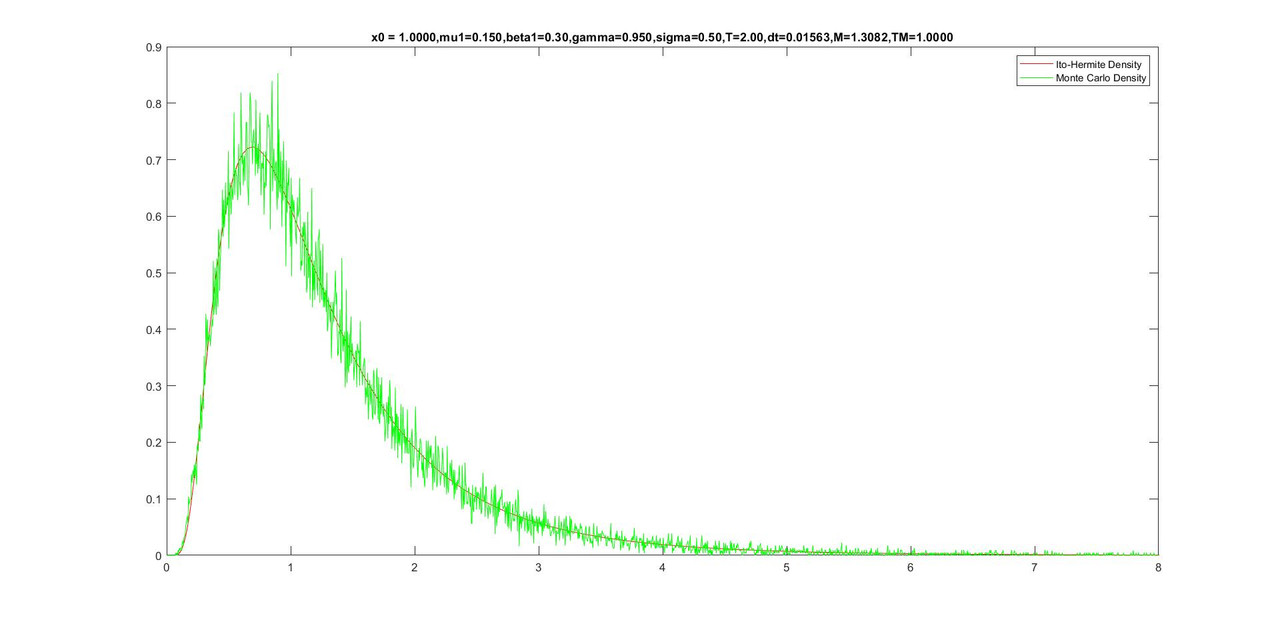 x0 = 1.0000,mu1=0.150,beta1=0.30,gamma=0.950,sigma=0.50,T=2.00,dt=0.01563,M=1.3082,TM=1.0000
Ito-Hermite Density
Monte Carlo Density
0.9
0.8
0.7
0.6
0.5
0.4
0.3
0.2
0.1
0
0 1 2 3 4 5 6 7 8